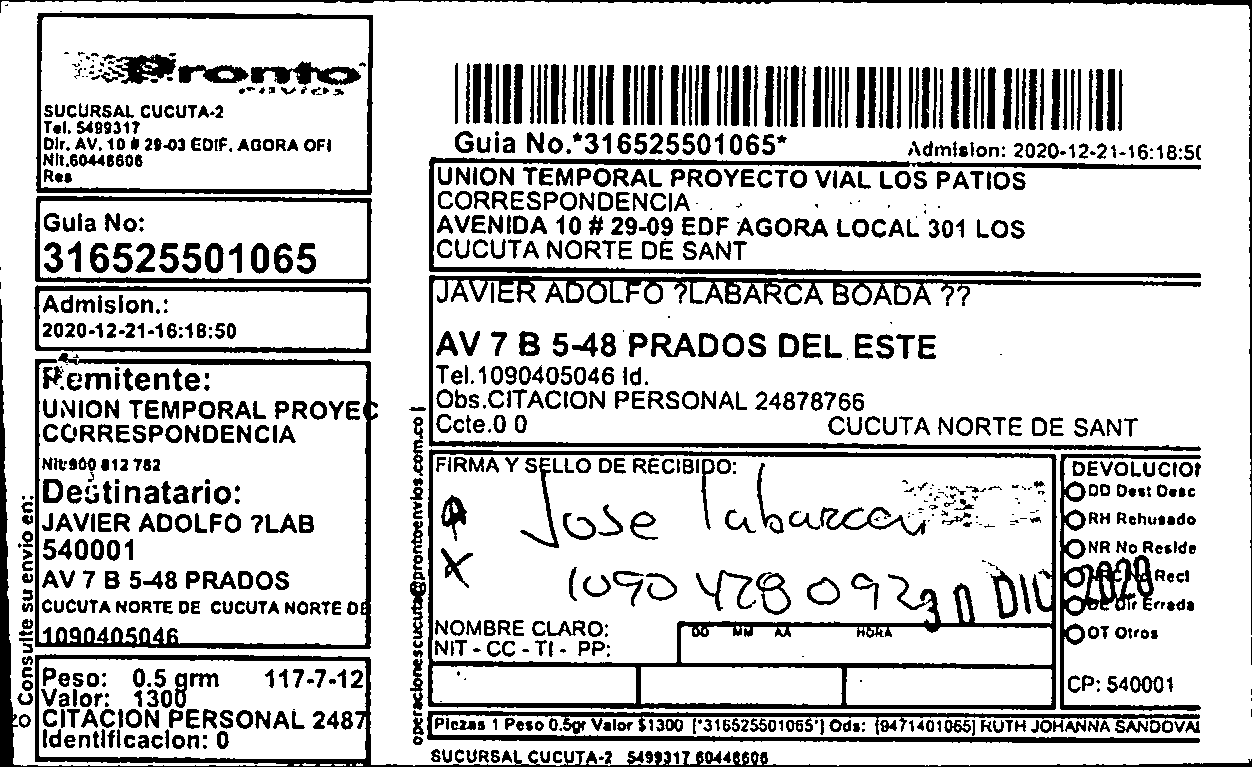 Pronto
envios
SUCURSAL CUCUTA-2
Tel. 5499317
Dir. AV. 10 # 29-03 EDIF. AGORA OFI
Nit.60446606
Res
Guia No:
316525501065
Admision.:
2020-12-21-16:18:50
Remitente:
UNION TEMPORAL PROYEC
CORRESPONDENCIA
Nit:900 812 782
Destinatario:
JAVIER ADOLFO ?LAB
540001
AV 7 B 5-48 PRADOS
CUCUTA NORTE DE CUCUTA NORTE DE
1090405046
Peso: 0.5 grm 117-7-12
Valor: 1300
CITACION PERSONAL 2487
Identificacion: 0
Consulte su envio en:
operacionescucuta@prontoenvios.com.co
Guia No.*316525501065*
Admision: 2020-12-21-16:18:50
UNION TEMPORAL PROYECTO VIAL LOS PATIOS
CORRESPONDENCIA
AVENIDA 10 # 29-09 EDF AGORA LOCAL 301 LOS
CUCUTA NORTE DE SANT
JAVIER ADOLFO ?LABARCA BOADA ??
AV 7 B 5-48 PRADOS DEL ESTE
Tel.1090405046 Id.
Obs.CITACION PERSONAL 24878766
Ccte.0 0 CUCUTA NORTE DE SANT
FIRMA Y SELLO DE RECIBIDO:
Jose Labarca
X 1090428092
30 DIC 2020
NOMBRE CLARO:
NIT - CC - TI - PP:
DD MM AA HORA
DEVOLUCION
DD Dest Desc
RH Rehusado
NR No Reside
NRC No Recl
DE Dir Errada
OT Otros
CP: 540001
Piezas 1 Peso 0.5gr Valor $1300 ['316525501065'] Ods: [9471401065] RUTH JOHANNA SANDOVAL
SUCURSAL CUCUTA-2 5499317 60446606